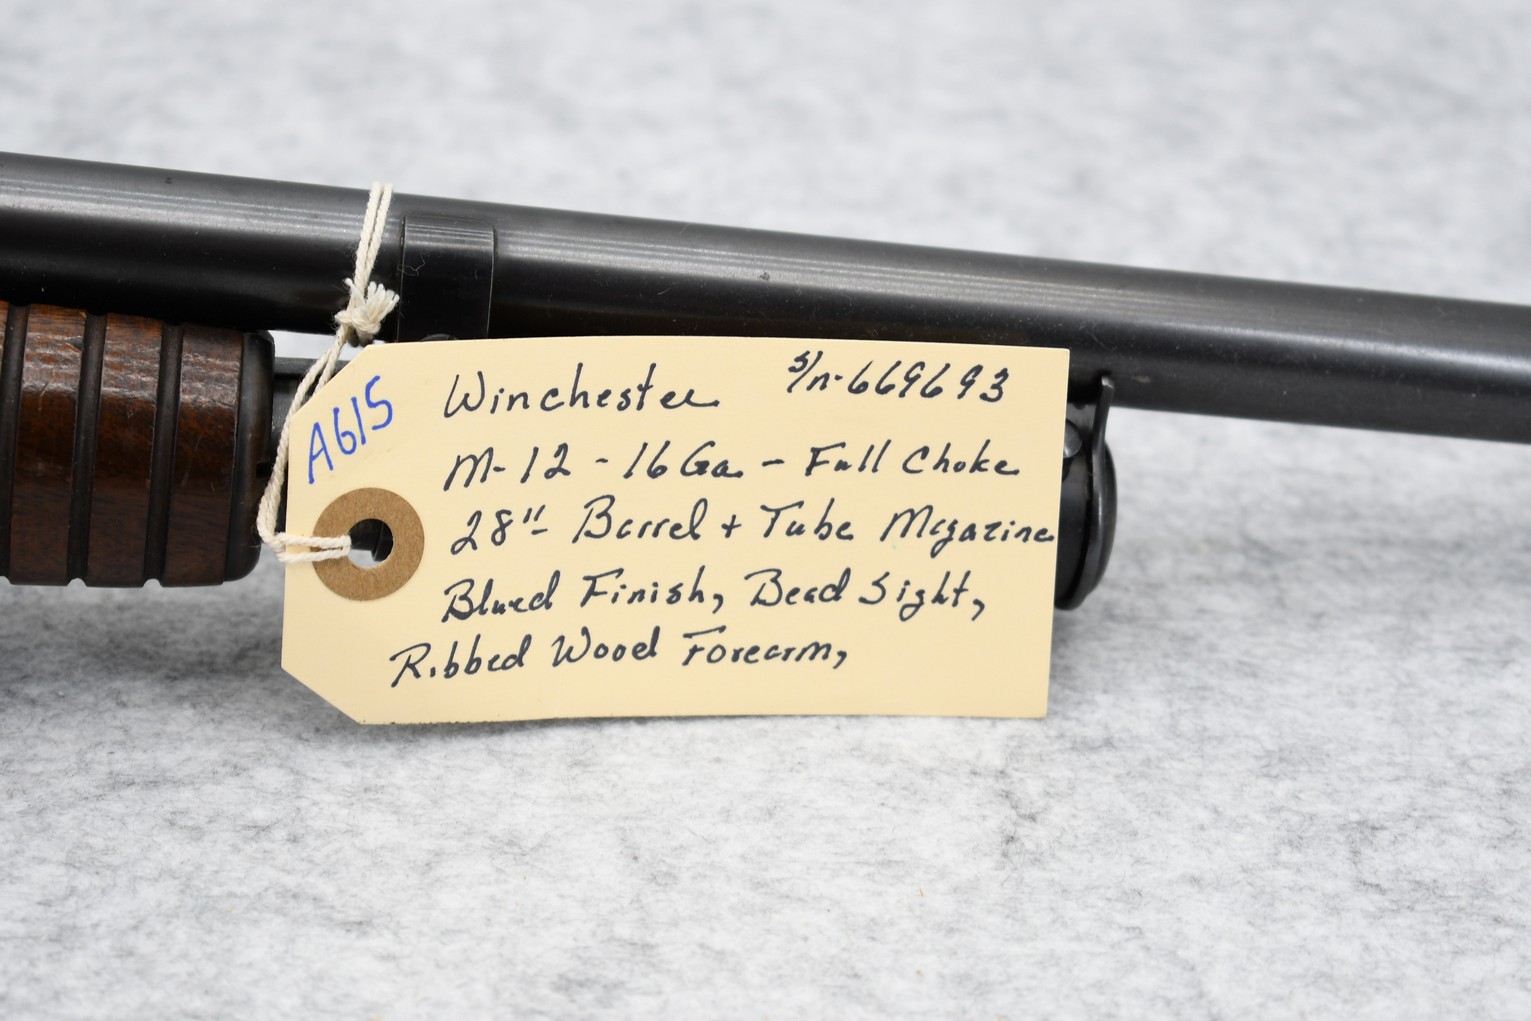 A615
Winchester S/n-669693
M-12 - 16 Ga. - Full Choke
28"- Barrel + Tube Magazine
Blued Finish, Bead Sight,
Ribbed Wood Forearm,